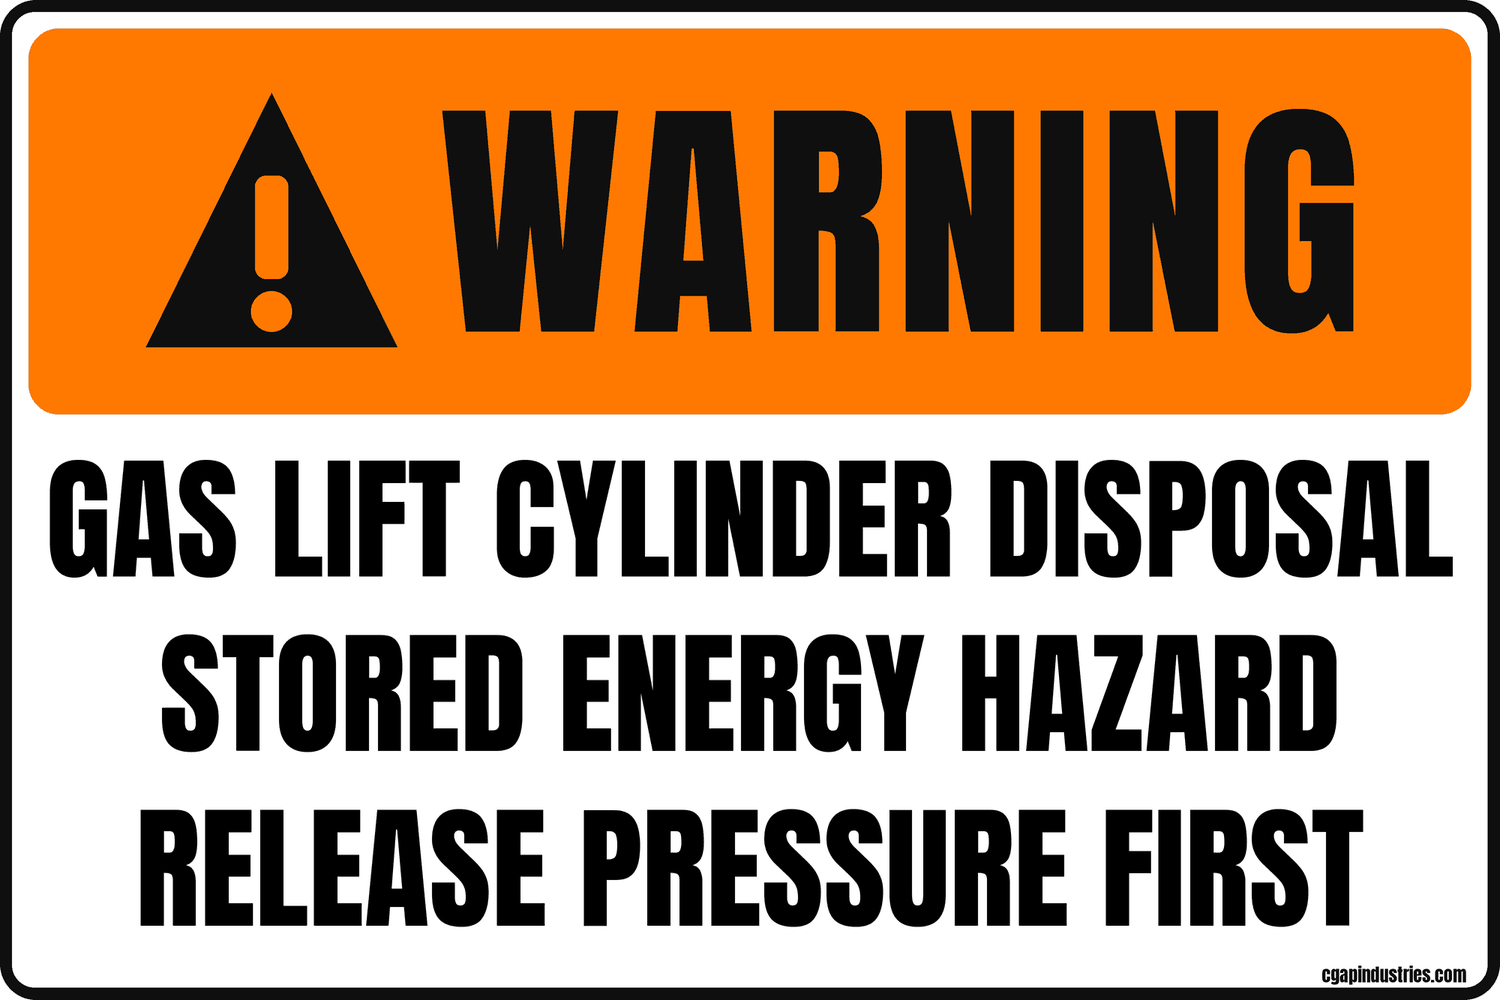 WARNING
GAS LIFT CYLINDER DISPOSAL
STORED ENERGY HAZARD
RELEASE PRESSURE FIRST
cgapindustries.com